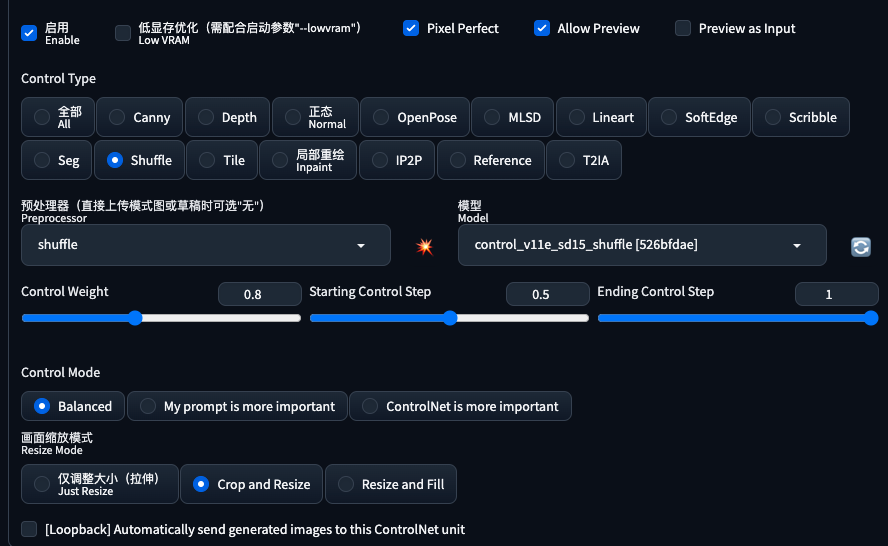 启用
Enable
低显存优化（需配合启动参数"--lowvram"）
Low VRAM
Pixel Perfect
Allow Preview
Preview as Input
Control Type
全部
All
Canny
Depth
正态
Normal
OpenPose
MLSD
Lineart
SoftEdge
Scribble
Seg
Shuffle
Tile
局部重绘
Inpaint
IP2P
Reference
T2IA
预处理器（直接上传模式图或草稿时可选"无"）
Preprocessor
模型
Model
shuffle
control_v11e_sd15_shuffle [526bfdae]
Control Weight
0.8
Starting Control Step
0.5
Ending Control Step
1
Control Mode
Balanced
My prompt is more important
ControlNet is more important
画面缩放模式
Resize Mode
仅调整大小（拉伸）
Just Resize
Crop and Resize
Resize and Fill
[Loopback] Automatically send generated images to this ControlNet unit